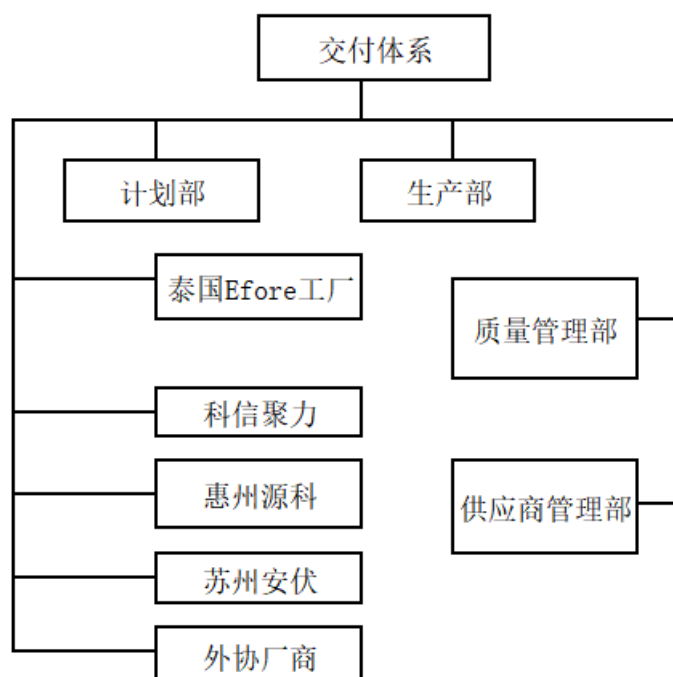 交付体系
计划部
生产部
泰国Efore工厂
质量管理部
科信聚力
惠州源科
供应商管理部
苏州安伏
外协厂商